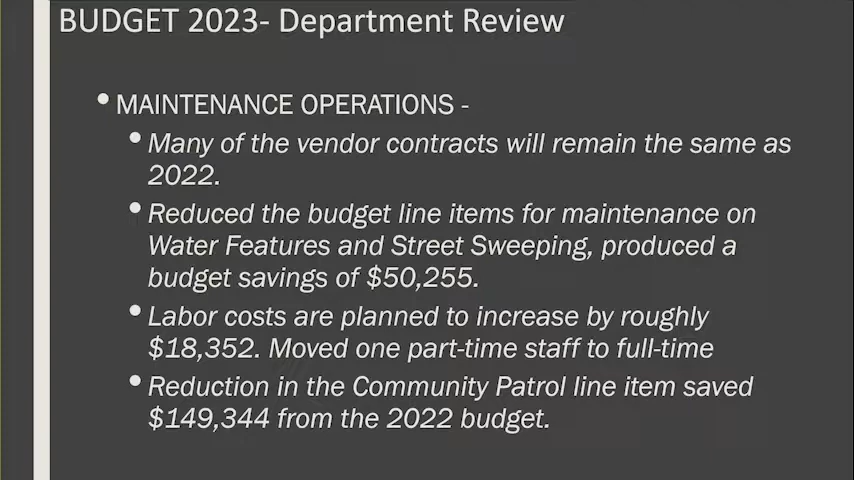 BUDGET 2023- Department Review
• MAINTENANCE OPERATIONS -
• Many of the vendor contracts will remain the same as
2022.
• Reduced the budget line items for maintenance on
Water Features and Street Sweeping, produced a
budget savings of $50,255.
• Labor costs are planned to increase by roughly
$18,352. Moved one part-time staff to full-time
• Reduction in the Community Patrol line item saved
$149,344 from the 2022 budget.